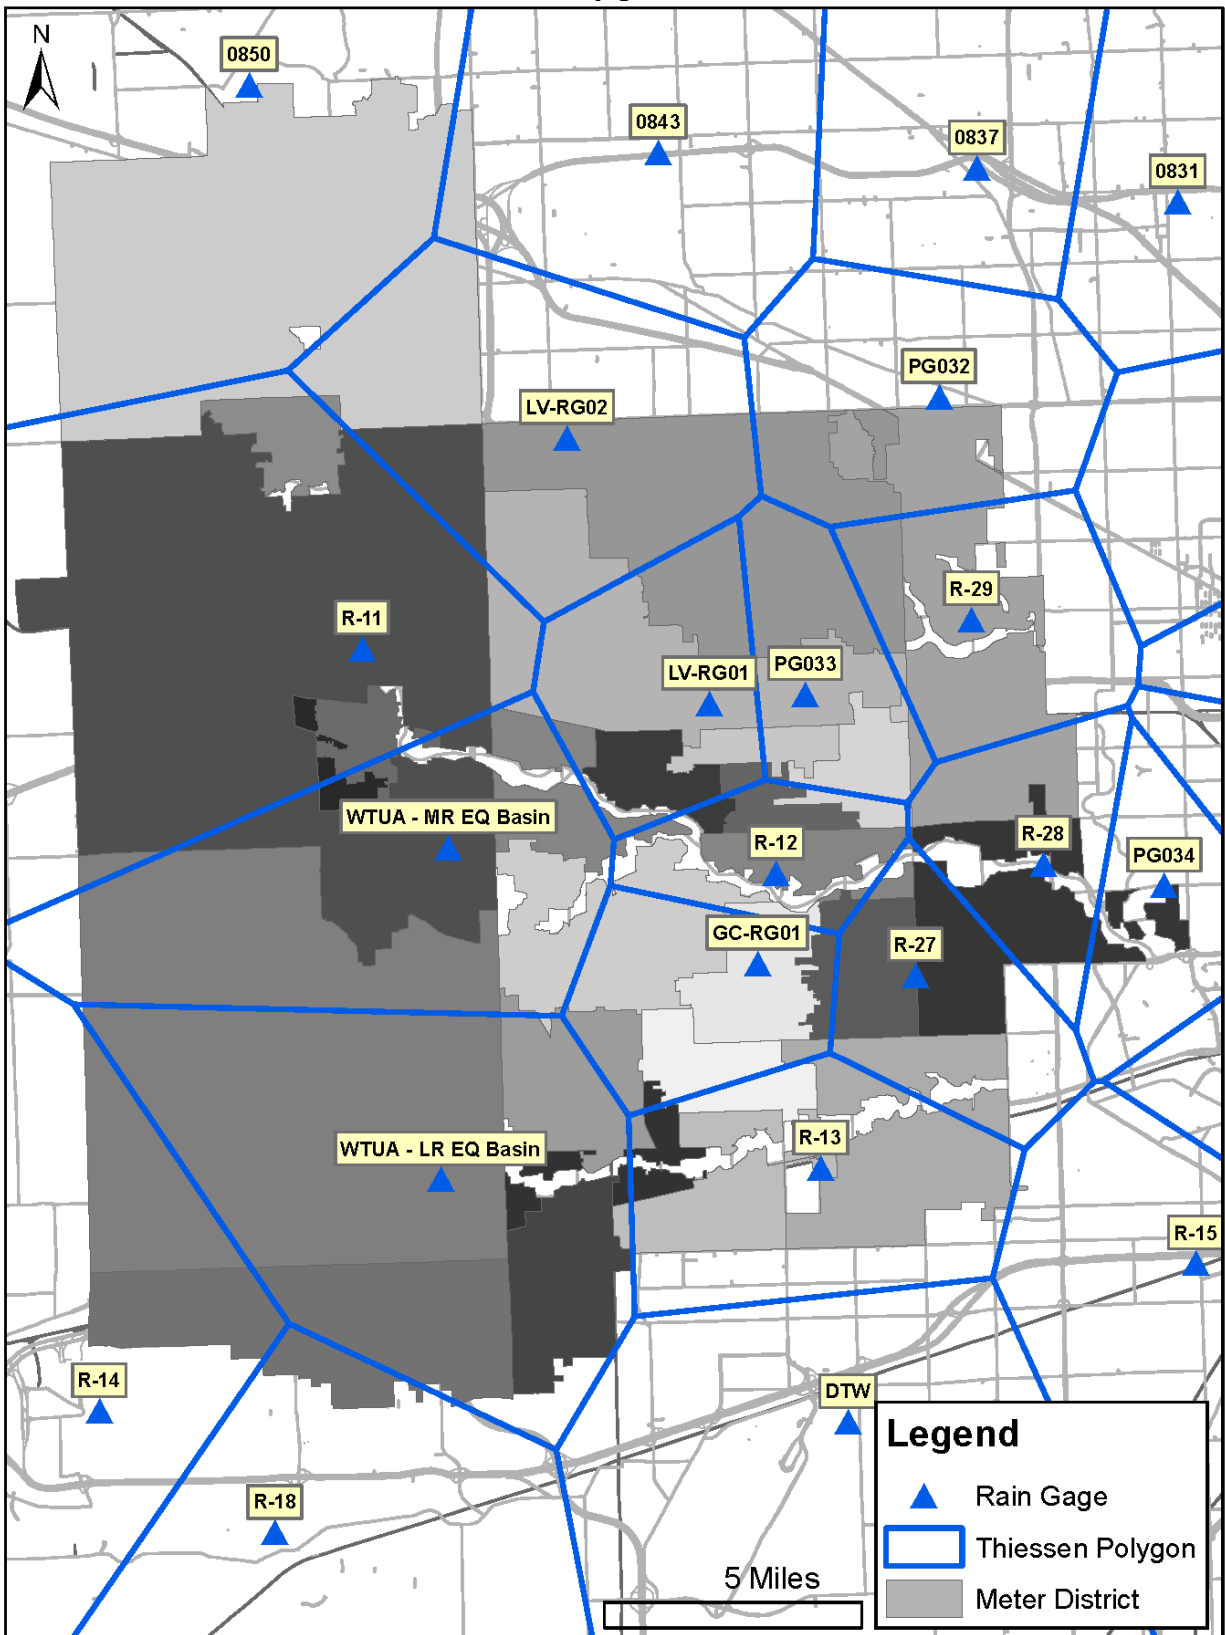 N
0850
0843
0837
0831
PG032
LV-RG02
R-29
R-11
LV-RG01
PG033
WTUA - MR EQ Basin
R-12
R-28
PG034
GC-RG01
R-27
R-13
WTUA - LR EQ Basin
R-15
R-14
DTW
R-18
Legend
Rain Gage
Thiessen Polygon
Meter District
5 Miles